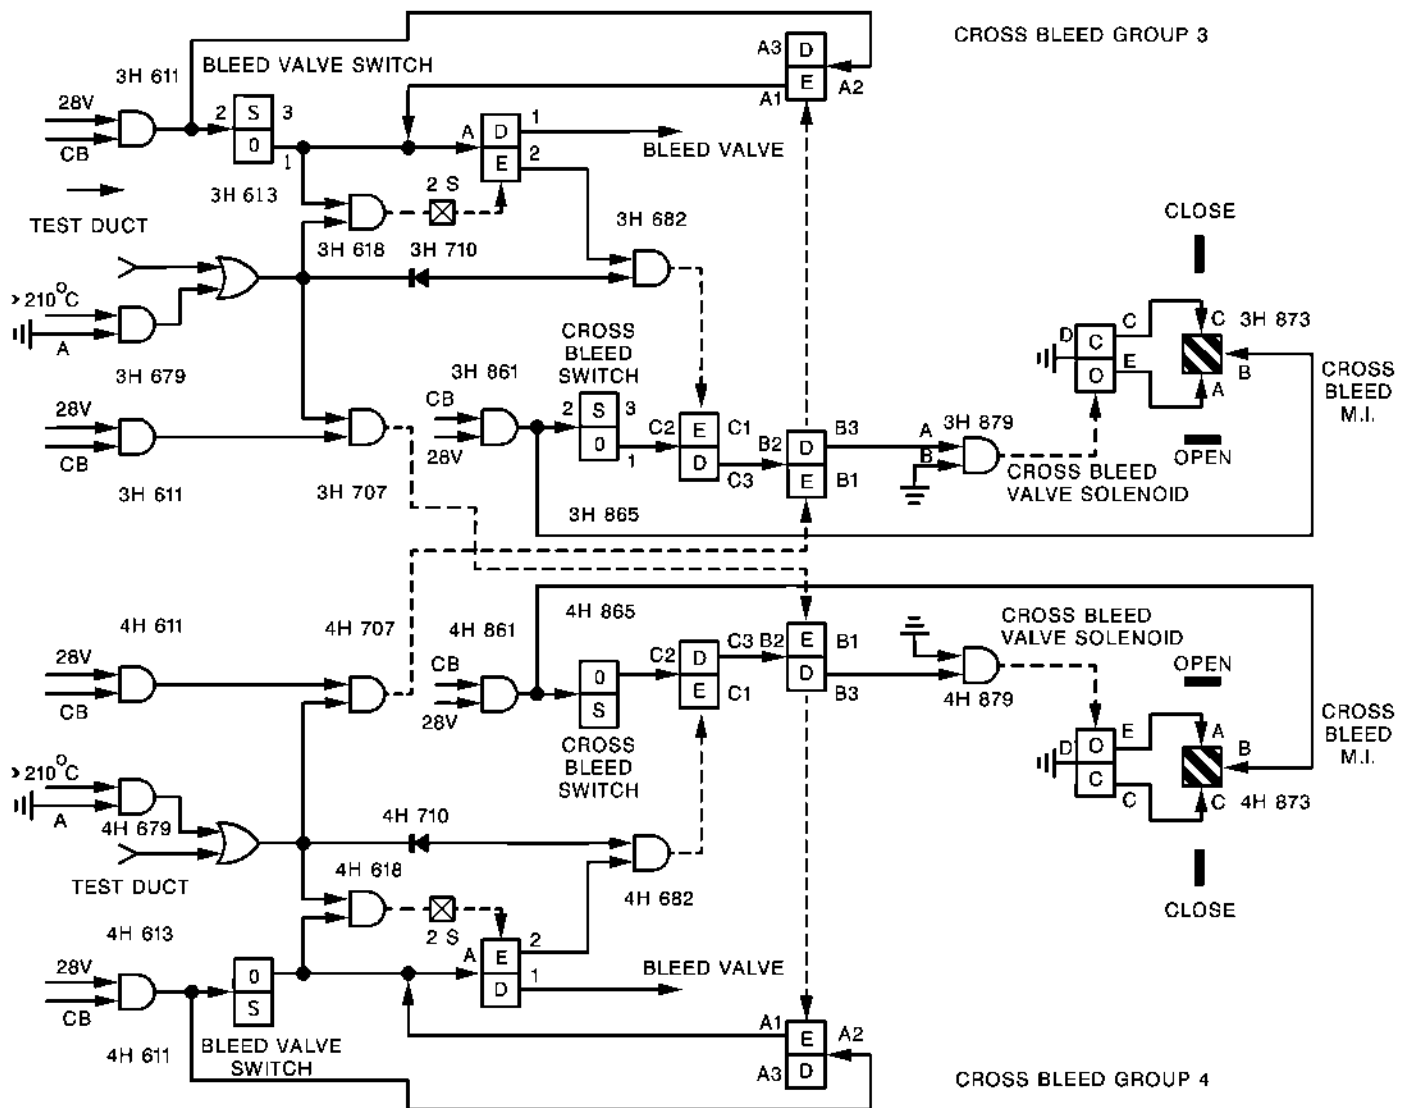 CROSS BLEED GROUP 3
A3 D
E
A1
A2
3H 611
BLEED VALVE SWITCH
28V
CB
2 S 3
0
1
A D 1
E 2
BLEED VALVE
3H 613
2 S
TEST DUCT
3H 618
3H 710
3H 682
>210°C
A
3H 679
CROSS
BLEED
SWITCH
3H 861
CB
28V
2 S 3
0
1
28V
CB
3H 611
3H 707
3H 865
C2 E C1
D
C3
B2 D B3
E B1
A
B
3H 879
CROSS BLEED
VALVE SOLENOID
CLOSE
D C C
O E
C
A
B
3H 873
OPEN
CROSS
BLEED
M.I.
4H 611
4H 707
4H 861
4H 865
28V
CB
CB
28V
0
S
CROSS
BLEED
SWITCH
C2 D C3
E C1
B2 E B1
D B3
CROSS BLEED
VALVE SOLENOID
4H 879
OPEN
D O E
C
C
A
B
C
4H 873
CROSS
BLEED
M.I.
CLOSE
>210°C
A
4H 679
TEST DUCT
4H 710
4H 618
2 S
4H 682
4H 613
28V
CB
4H 611
0
S
BLEED VALVE
SWITCH
A E 2
D 1
BLEED VALVE
A1 E A2
A3 D
CROSS BLEED GROUP 4